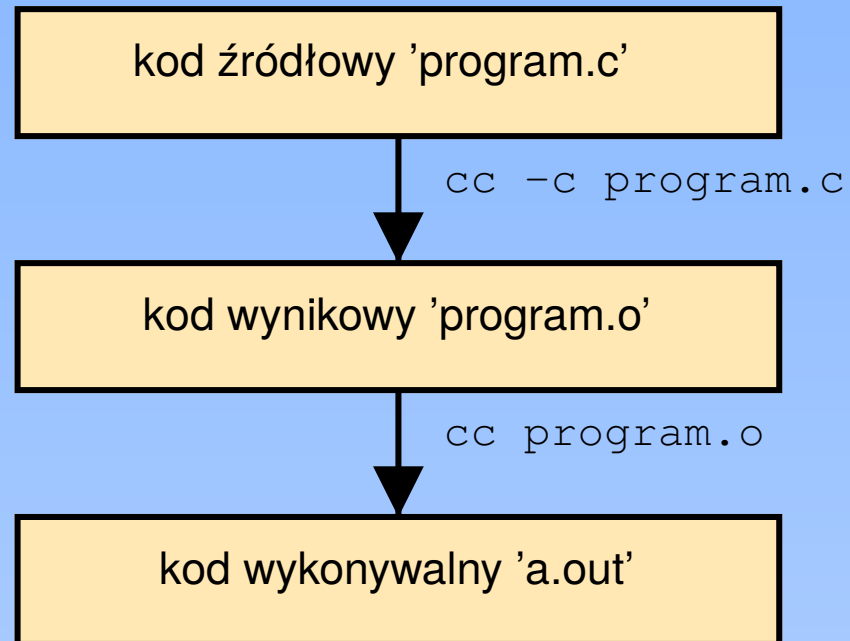 kod źródłowy ’program.c’
cc −c program.c
kod wynikowy ’program.o’
cc program.o
kod wykonywalny ’a.out’